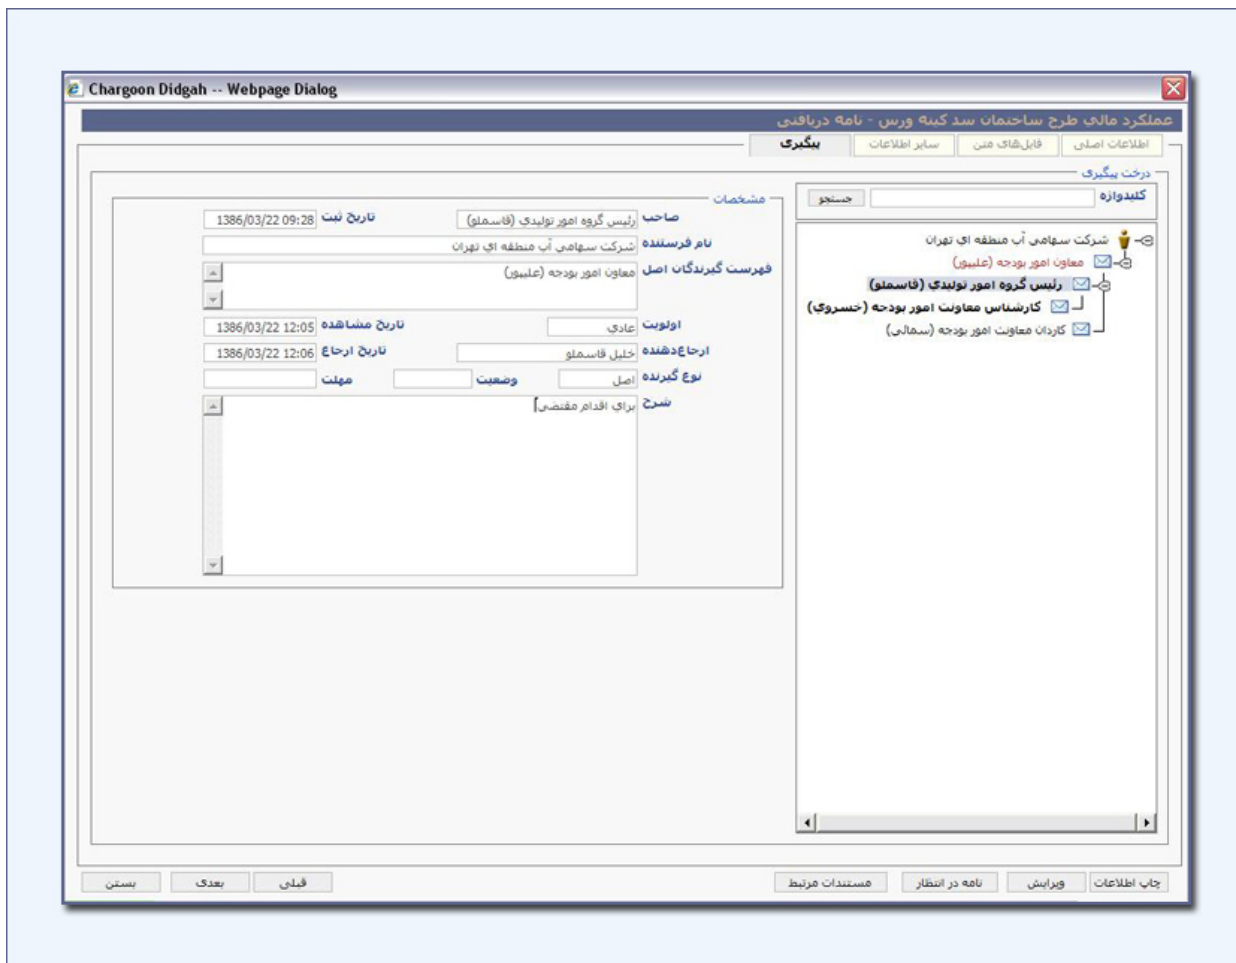 Chargoon Didgah -- Webpage Dialog
عملکرد مالی طرح ساختمان سد کینه ورس - نامه دریافتی
اطلاعات اصلی
فایل‌های متن
سایر اطلاعات
پیگیری
درخت پیگیری
کلیدواژه
جستجو
شرکت سهامی آب منطقه ای تهران
معاون امور بودجه (علیپور)
رئیس گروه امور تولیدی (قاسملو)
کارشناس معاونت امور بودجه (خسروی)
کاردان معاونت امور بودجه (سمالی)
مشخصات
صاحب رئیس گروه امور تولیدی (قاسملو) تاریخ ثبت 1386/03/22 09:28
نام فرستنده شرکت سهامی آب منطقه ای تهران
فهرست گیرندگان اصل معاون امور بودجه (علیپور)
اولویت عادی تاریخ مشاهده 1386/03/22 12:05
ارجاع‌دهنده خلیل قاسملو تاریخ ارجاع 1386/03/22 12:06
نوع گیرنده اصل وضعیت مهلت
شرح برای اقدام مقتضی
چاپ اطلاعات ویرایش نامه در انتظار مستندات مرتبط قبلی بعدی بستن